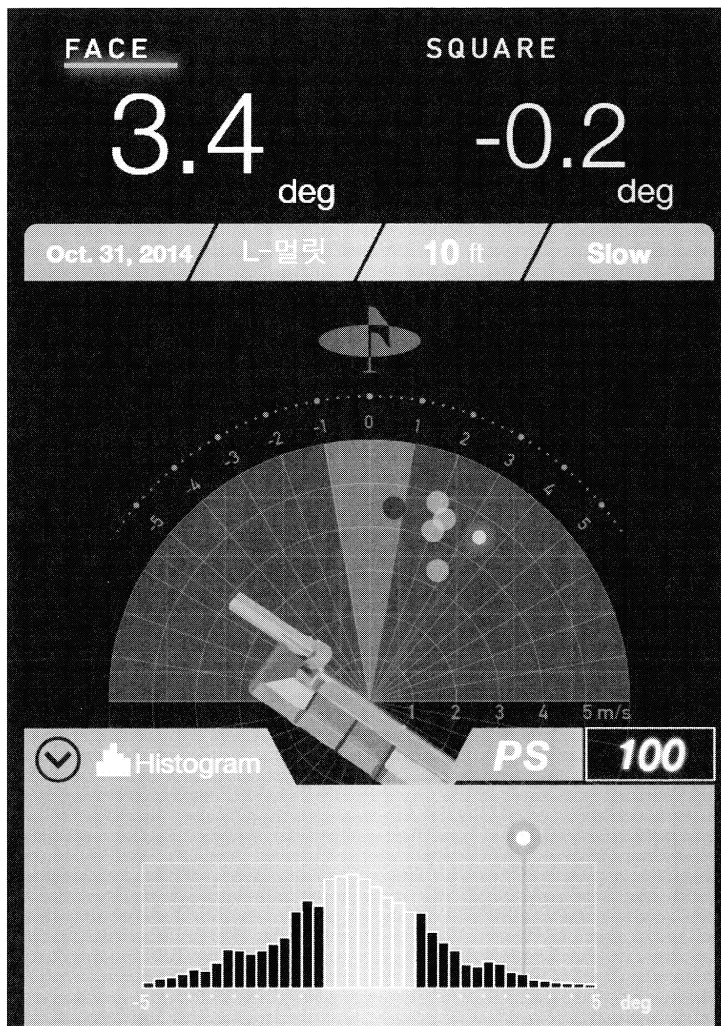 FACE SQUARE
3.4 deg -0.2 deg
Oct. 31, 2014 L-멀릿 10 ft Slow
-5 -4 -3 -2 -1 0 1 2 3 4 5
1 2 3 4 5 m/s
Histogram PS 100
-5 5 deg